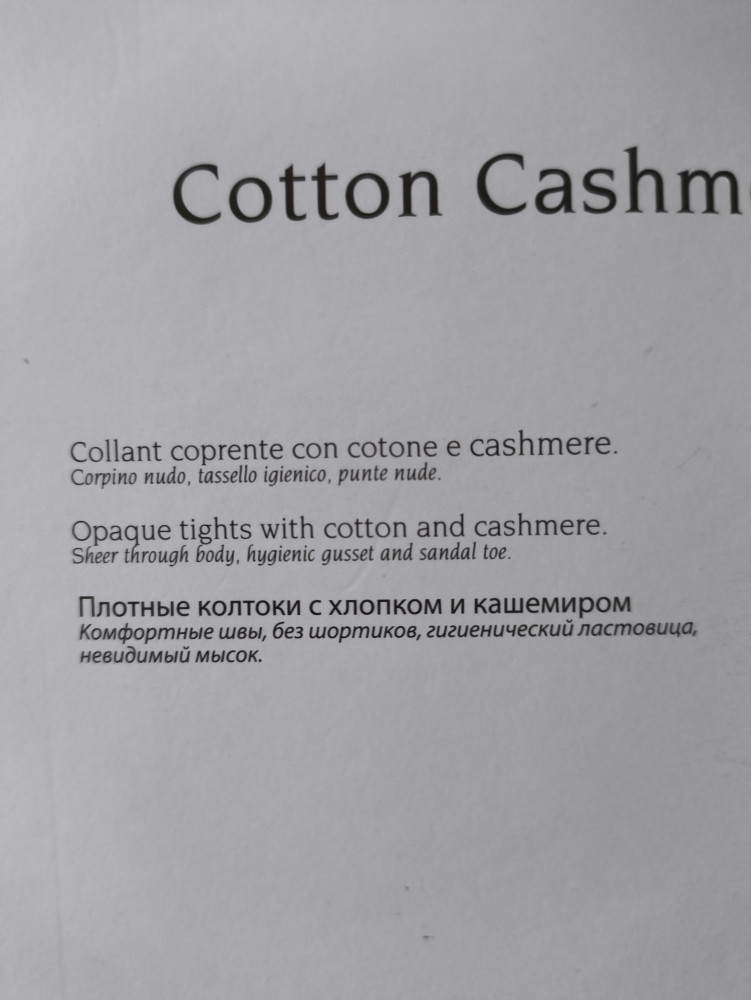 Cotton Cashm
Collant coprente con cotone e cashmere.
Corpino nudo, tassello igienico, punte nude.
Opaque tights with cotton and cashmere.
Sheer through body, hygienic gusset and sandal toe.
Плотные колтоки с хлопком и кашемиром
Комфортные швы, без шортиков, гигиенический ластовица,
невидимый мысок.